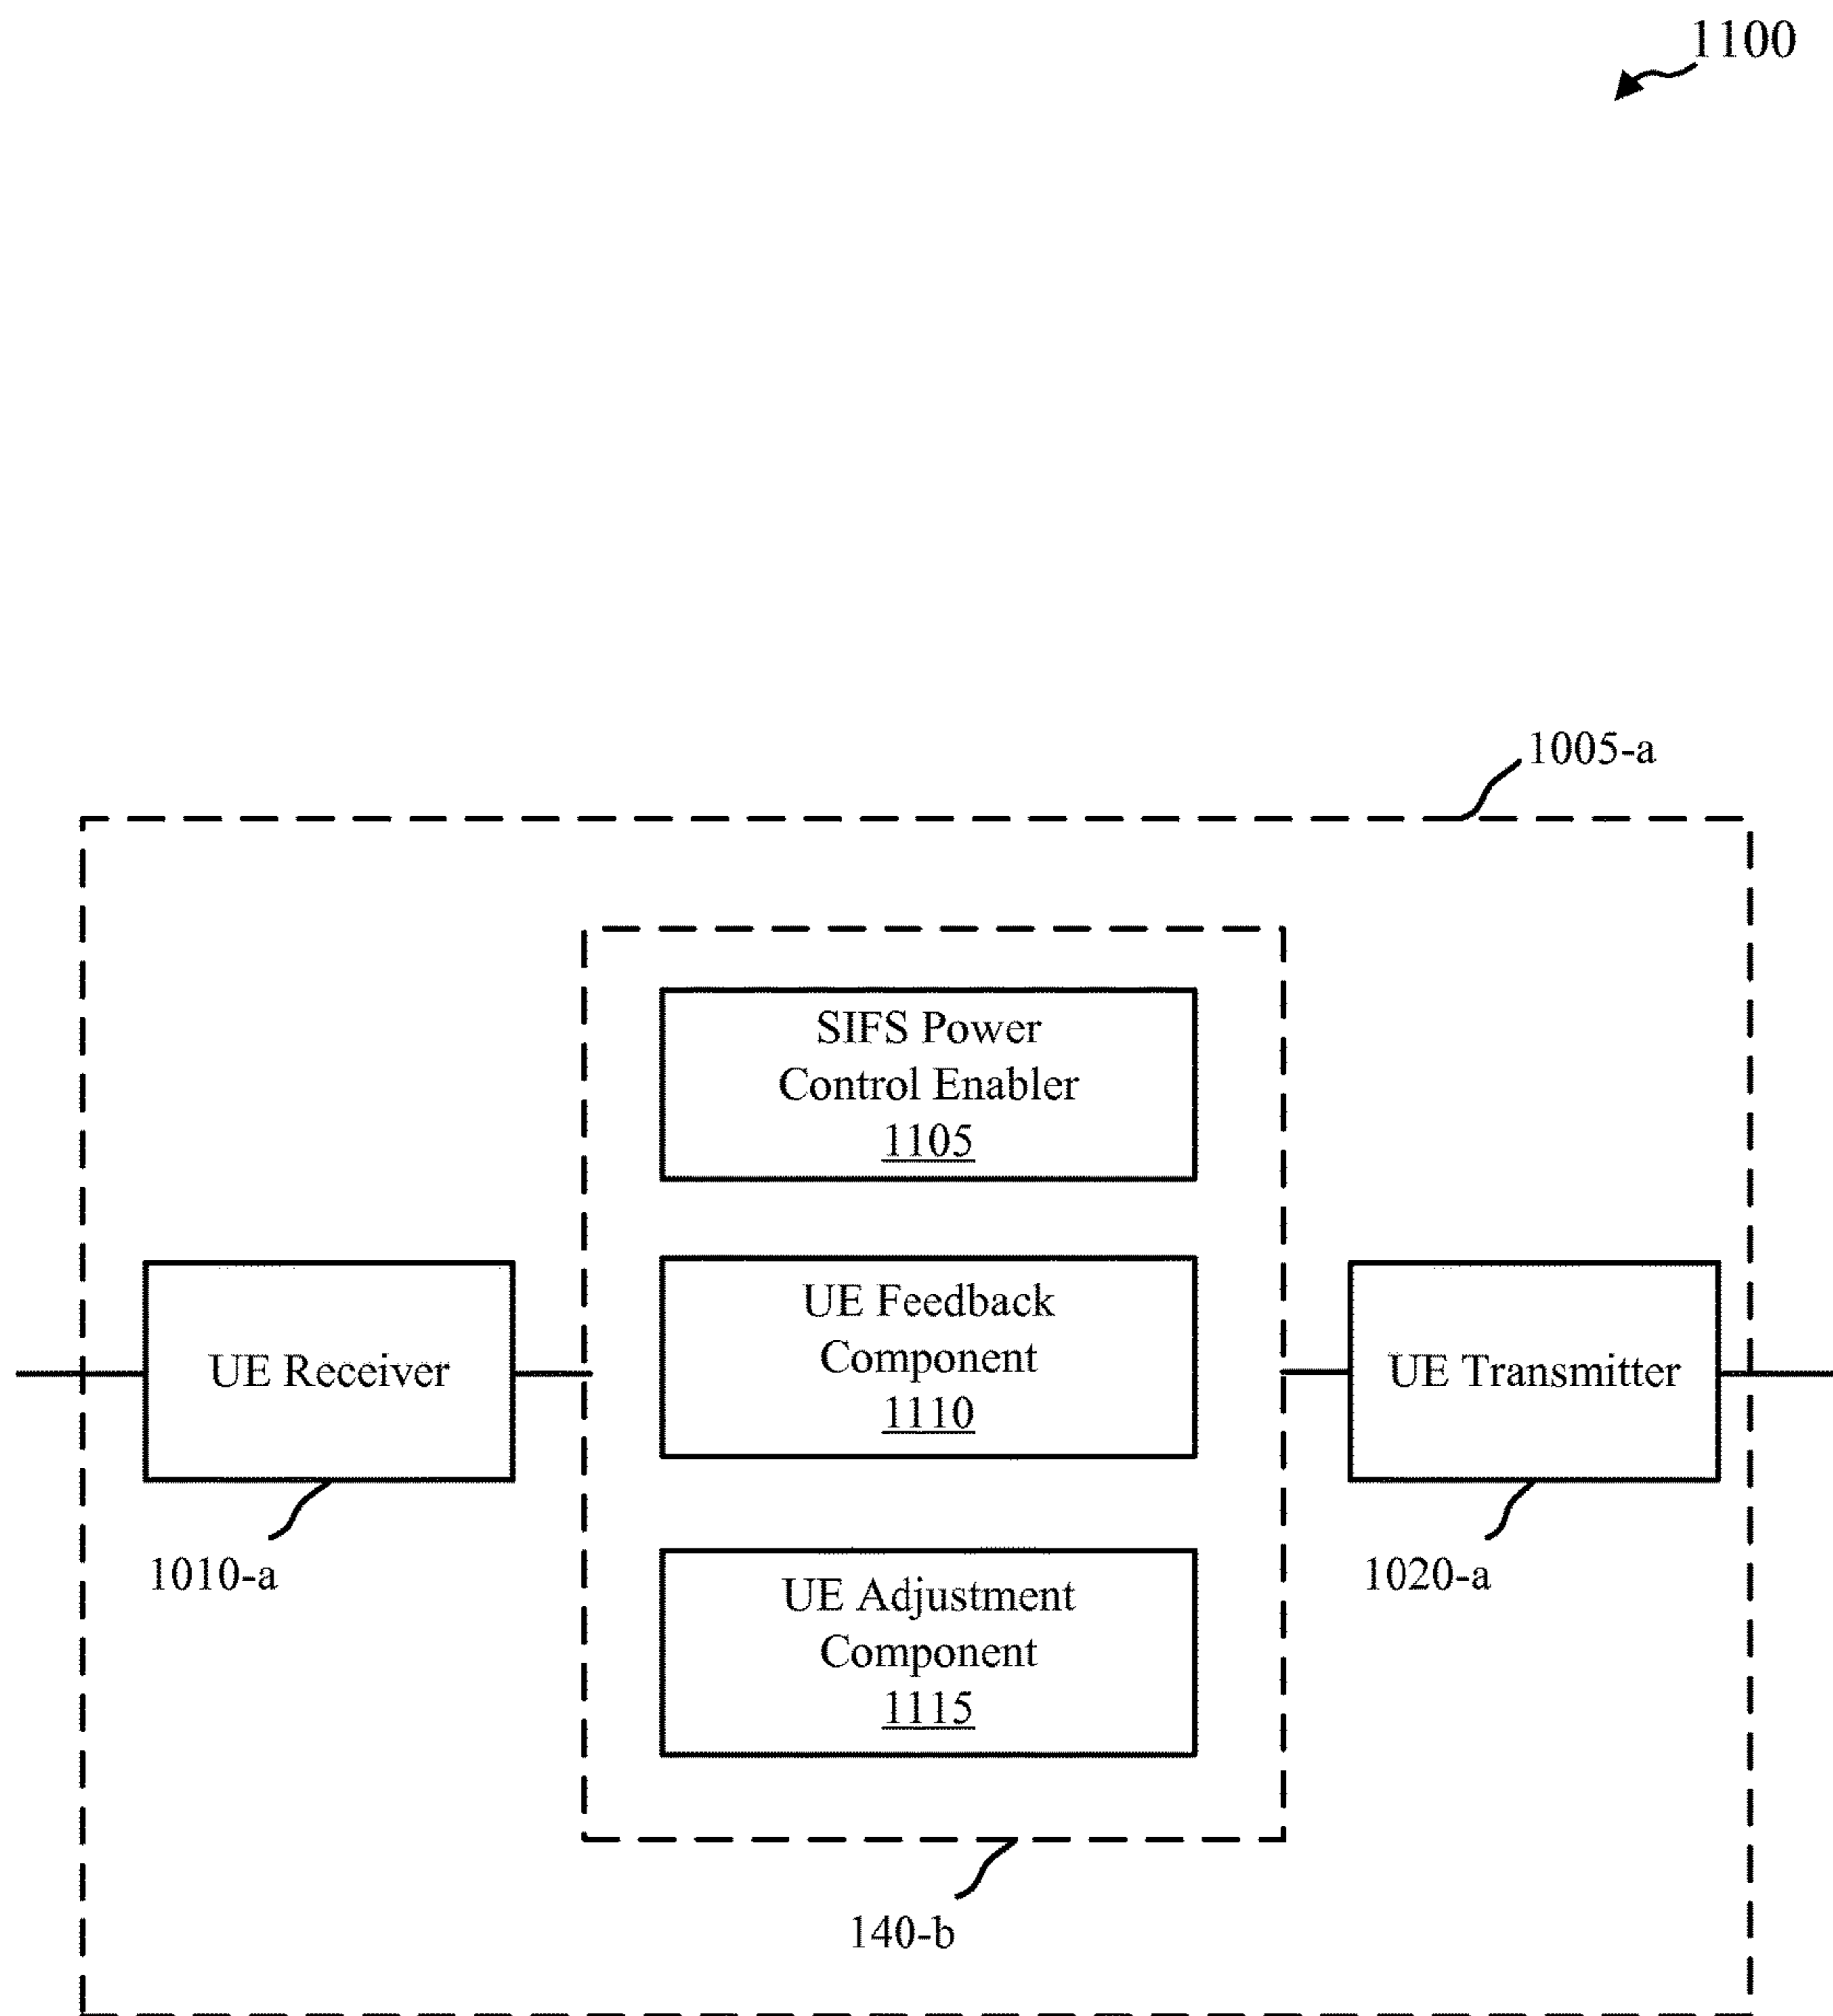 1100
1005-a
SIFS Power
Control Enabler
1105
UE Feedback
Component
1110
UE Receiver
UE Transmitter
1010-a
1020-a
UE Adjustment
Component
1115
140-b